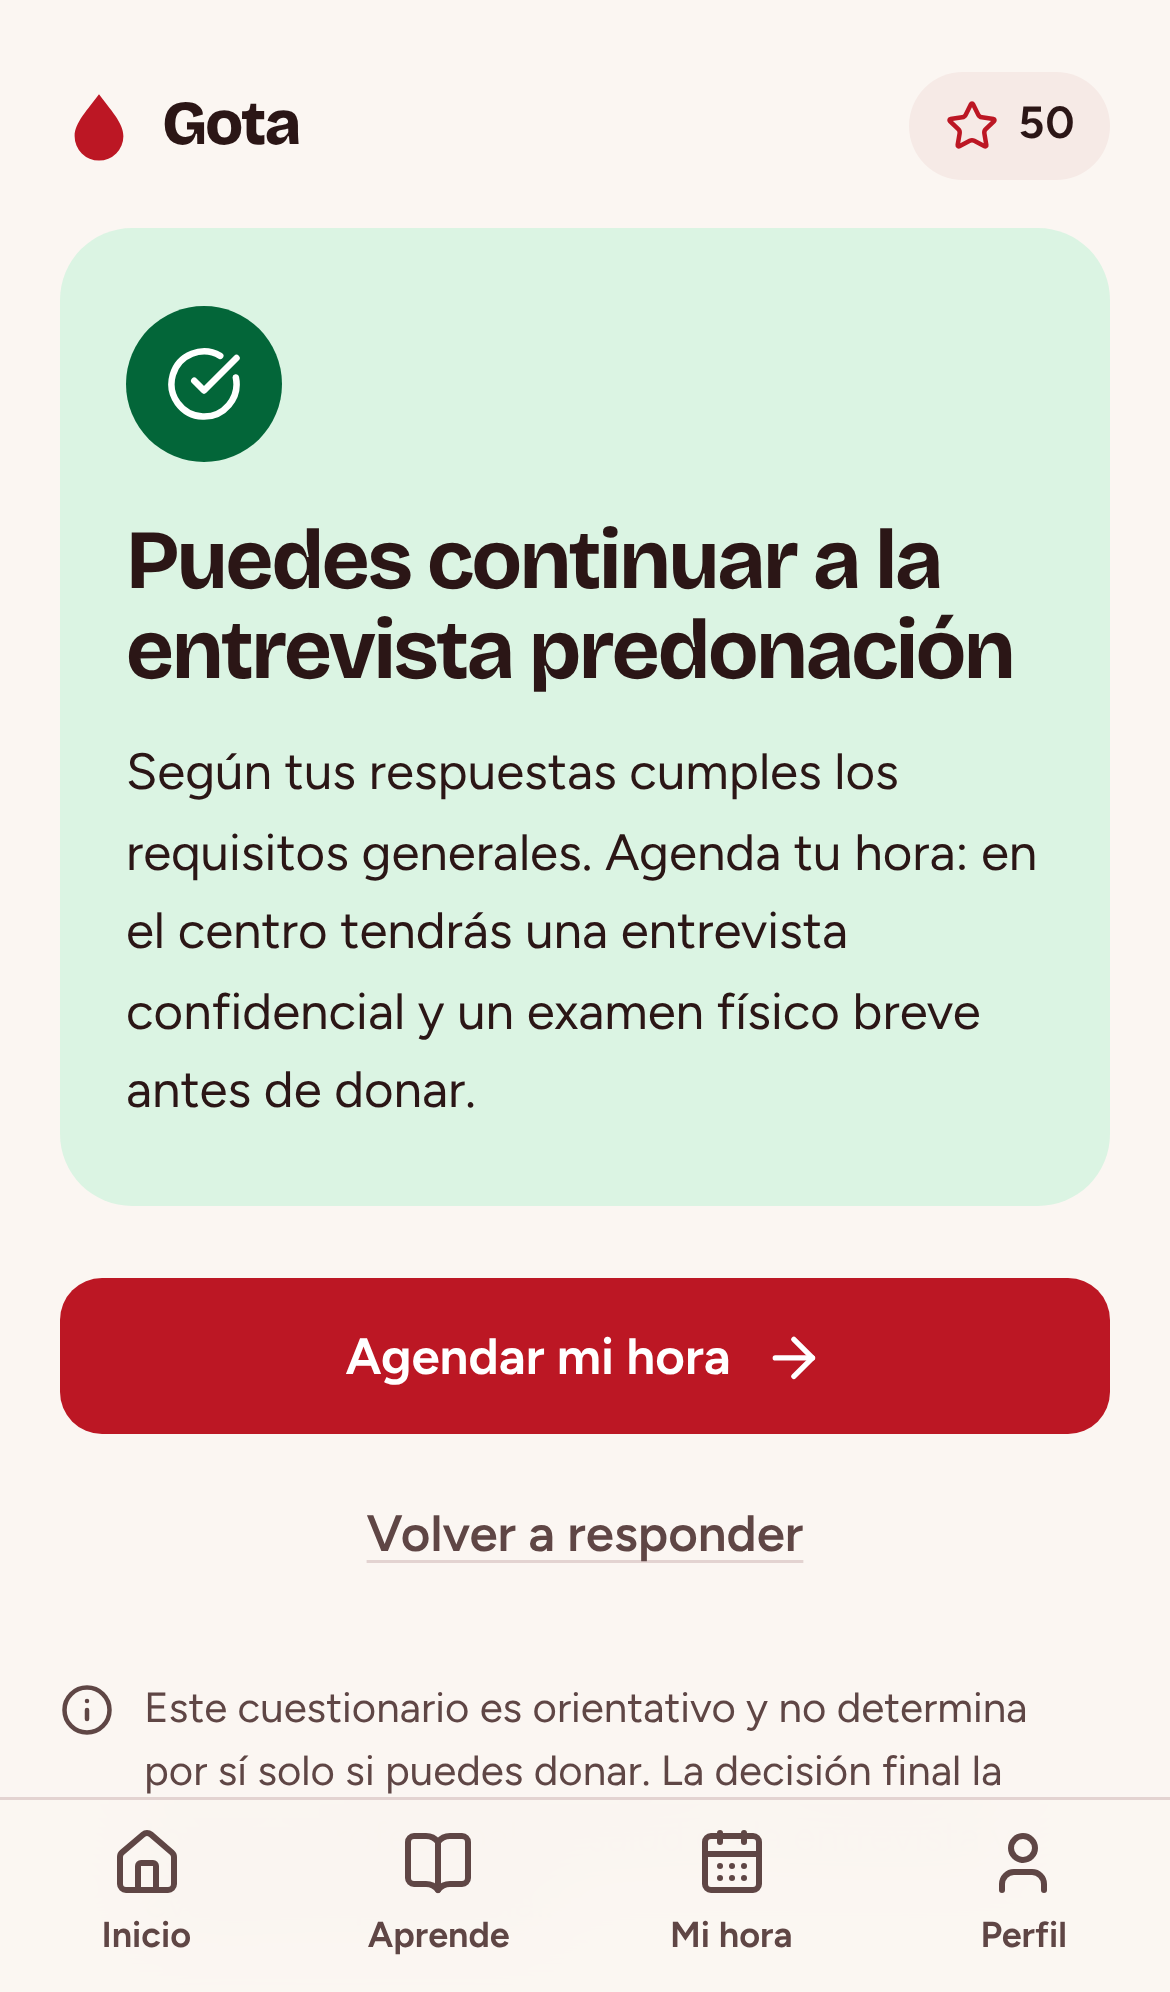 Gota
50
Puedes continuar a la
entrevista predonación
Según tus respuestas cumples los
requisitos generales. Agenda tu hora: en
el centro tendrás una entrevista
confidencial y un examen físico breve
antes de donar.
Agendar mi hora
Volver a responder
Este cuestionario es orientativo y no determina
por sí solo si puedes donar. La decisión final la
Inicio
Aprende
Mi hora
Perfil